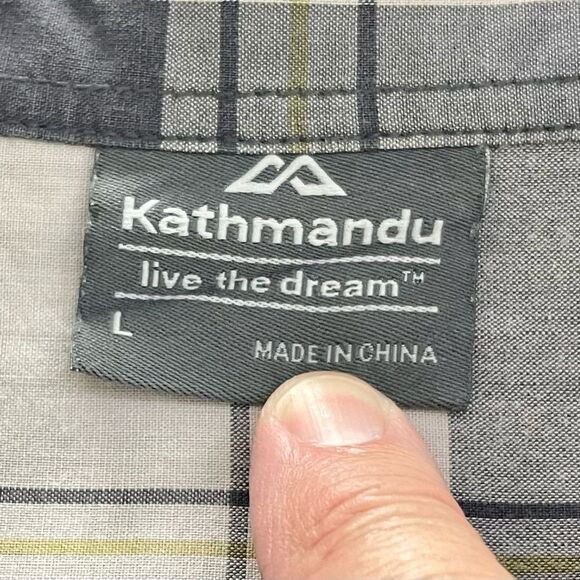 Kathmandu
live the dream™
L
MADE IN CHINA